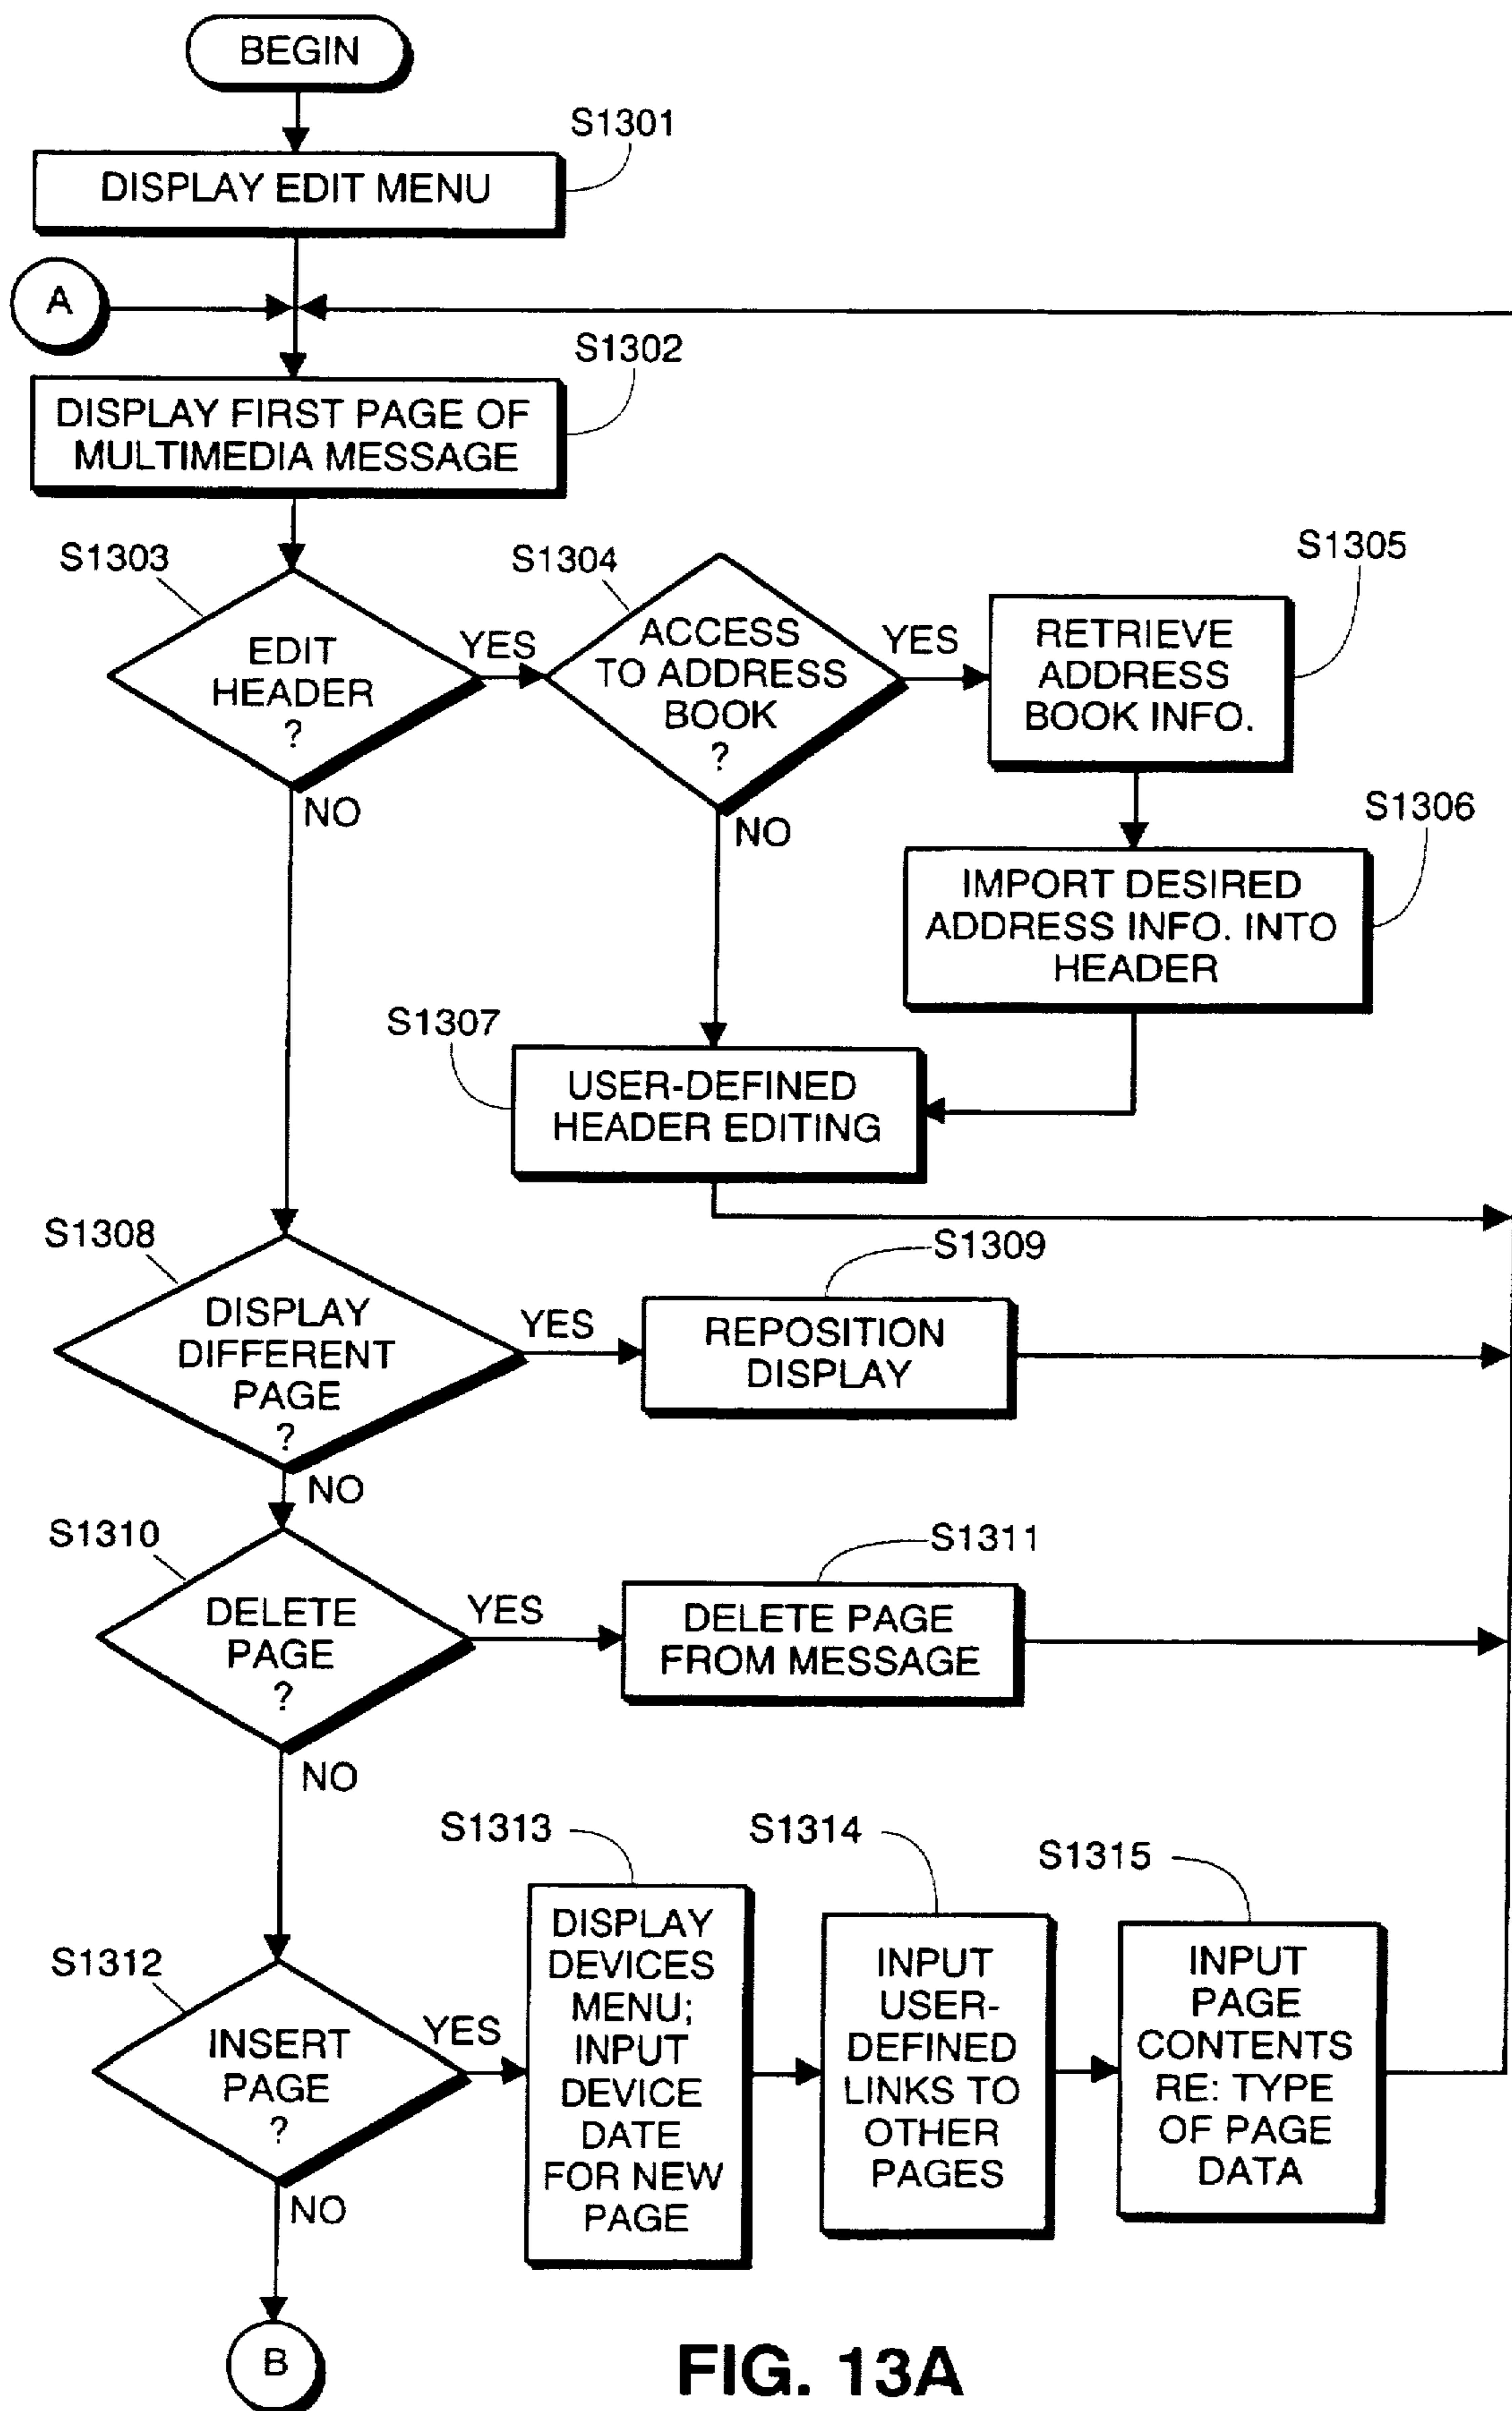 BEGIN
S1301
DISPLAY EDIT MENU
A
S1302
DISPLAY FIRST PAGE OF
MULTIMEDIA MESSAGE
S1303
EDIT
HEADER
?
YES
NO
S1304
ACCESS
TO ADDRESS
BOOK
?
YES
NO
S1305
RETRIEVE
ADDRESS
BOOK INFO.
S1306
IMPORT DESIRED
ADDRESS INFO. INTO
HEADER
S1307
USER-DEFINED
HEADER EDITING
S1308
DISPLAY
DIFFERENT
PAGE
?
YES
NO
S1309
REPOSITION
DISPLAY
S1310
DELETE
PAGE
?
YES
NO
S1311
DELETE PAGE
FROM MESSAGE
S1312
INSERT
PAGE
?
YES
NO
S1313
DISPLAY
DEVICES
MENU;
INPUT
DEVICE
DATE
FOR NEW
PAGE
S1314
INPUT
USER-
DEFINED
LINKS TO
OTHER
PAGES
S1315
INPUT
PAGE
CONTENTS
RE: TYPE
OF PAGE
DATA
B
FIG. 13A